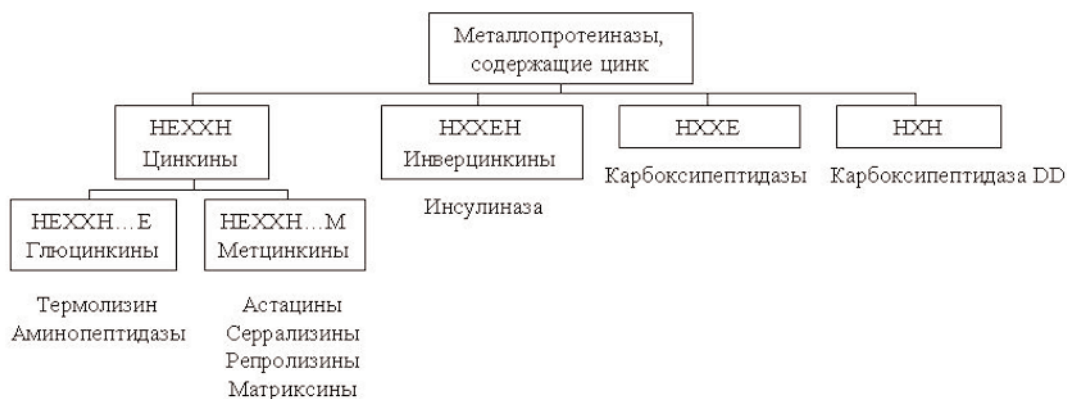 Металлопротеиназы,
содержащие цинк
HEXXH
Цинкины
HXXEH
Инверцинкины
HXXE
HXH
Инсулиназа
Карбоксипептидазы
Карбоксипептидаза DD
HEXXH...E
Глюцинкины
HEXXH...M
Метцинкины
Термолизин
Аминопептидазы
Астацины
Серрализины
Репролизины
Матриксины